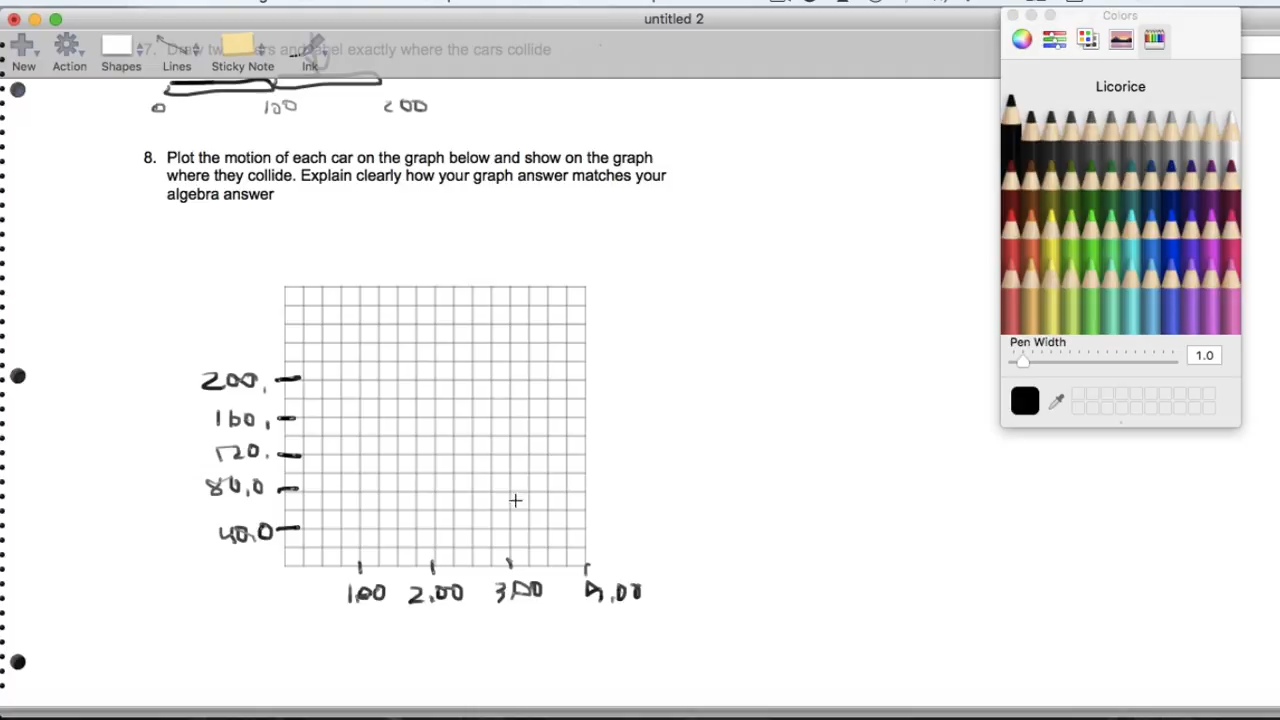 untitled 2
Colors
New Action Shapes Lines Sticky Note Ink
0 100 200
Licorice
8. Plot the motion of each car on the graph below and show on the graph
where they collide. Explain clearly how your graph answer matches your
algebra answer
Pen Width
1.0
200.
160.
120.
80.0
40.0
1.00 2.00 3.00 4.00